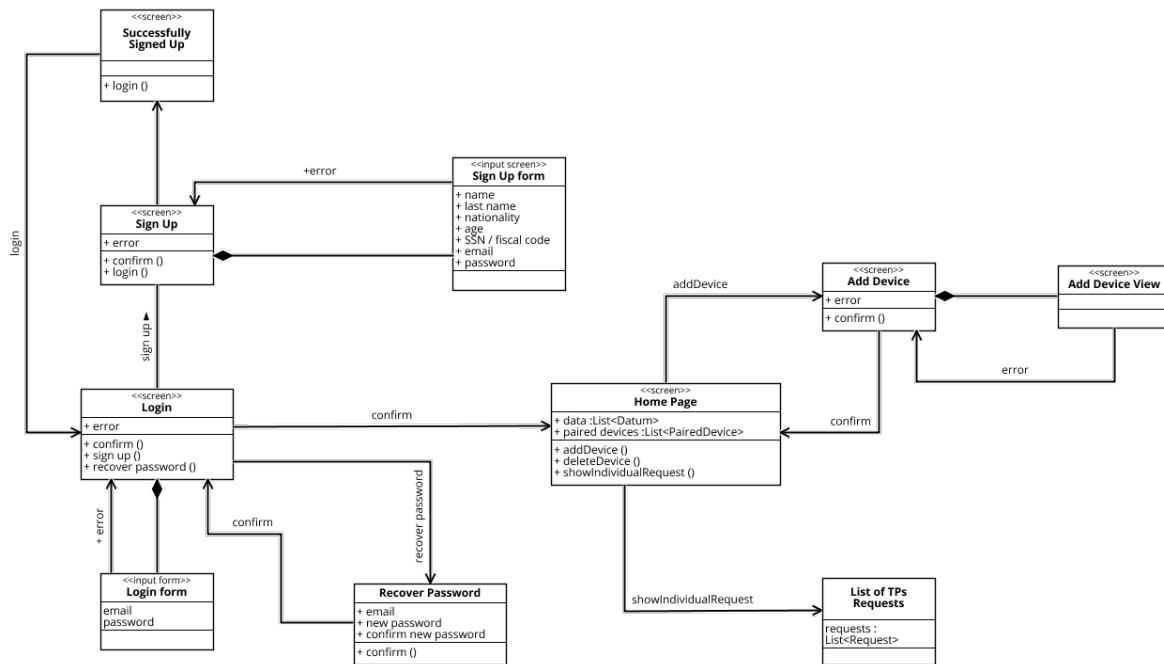 <<screen>>
Successfully
Signed Up
+ login ()
login
<<screen>>
Sign Up
+ error
+ confirm ()
+ login ()
+error
<<input screen>>
Sign Up form
+ name
+ last name
+ nationality
+ age
+ SSN / fiscal code
+ email
+ password
sign up
<<screen>>
Login
+ error
+ confirm ()
+ sign up ()
+ recover password ()
confirm
+ error
<<input form>>
Login form
email
password
confirm
recover password
Recover Password
+ email
+ new password
+ confirm new password
+ confirm ()
<<screen>>
Home Page
+ data :List<Datum>
+ paired devices :List<PairedDevice>
+ addDevice ()
+ deleteDevice ()
+ showIndividualRequest ()
addDevice
<<screen>>
Add Device
+ error
+ confirm ()
<<screen>>
Add Device View
error
confirm
showIndividualRequest
List of TPs
Requests
requests :
List<Request>